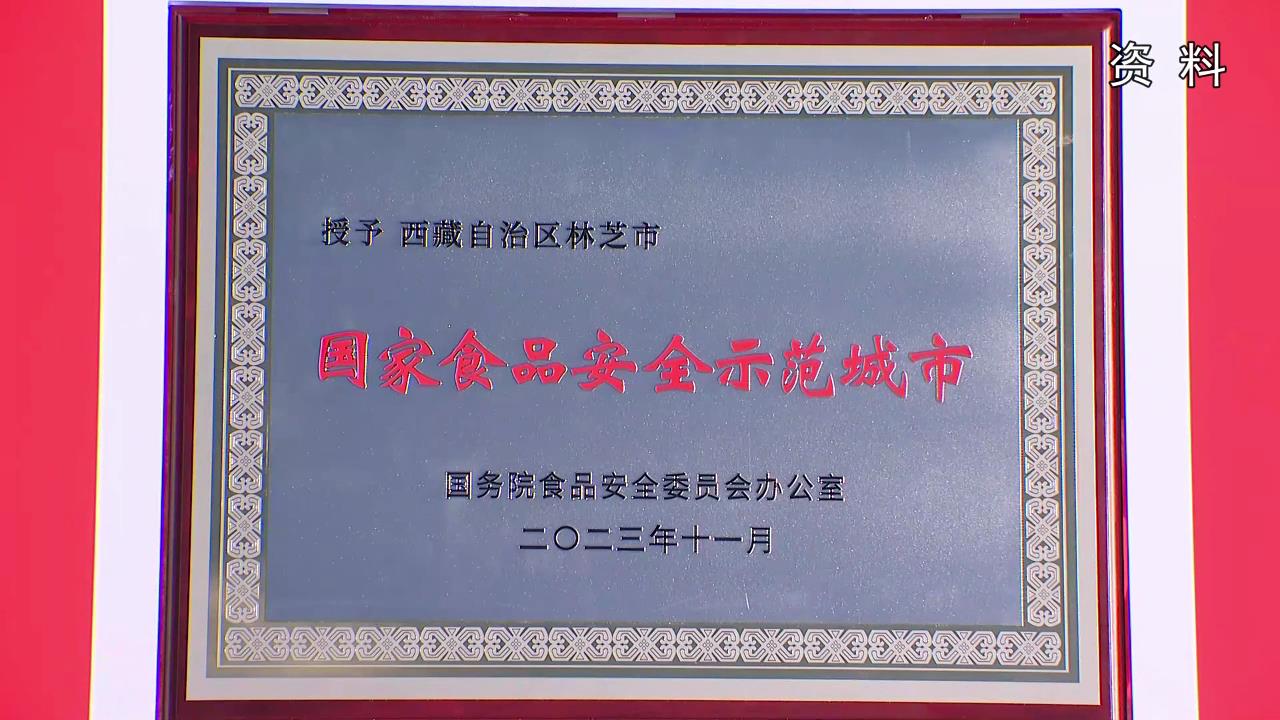 资 料
授予 西藏自治区林芝市
国家食品安全示范城市
国务院食品安全委员会办公室
二〇二三年十一月